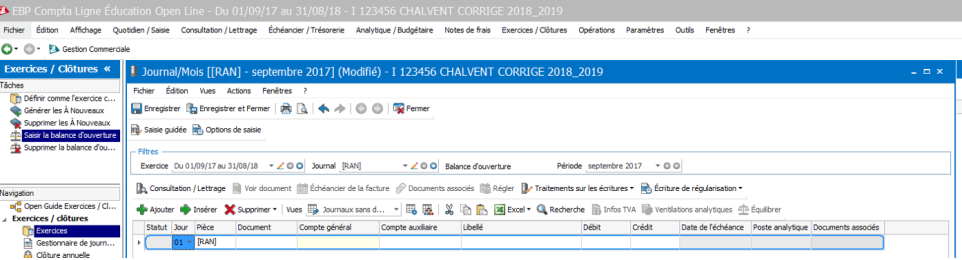 EBP Compta Ligne Éducation Open Line - Du 01/09/17 au 31/08/18 - I 123456 CHALVENT CORRIGE 2018_2019
Fichier Édition Affichage Quotidien / Saisie Consultation / Lettrage Échéancier / Trésorerie Analytique / Budgétaire Notes de frais Exercices / Clôtures Opérations Paramètres Outils Fenêtres ?
Gestion Commerciale
Exercices / Clôtures «
Tâches
Définir comme l'exercice c...
Générer les À Nouveaux
Supprimer les À Nouveaux
Saisir la balance d'ouverture
Supprimer la balance d'ou...
Navigation
Open Guide Exercices / Cl...
Exercices / clôtures
Exercices
Gestionnaire de journ...
Clôture annuelle
Journal/Mois [[RAN] - septembre 2017] (Modifié) - I 123456 CHALVENT CORRIGE 2018_2019
Fichier Édition Vues Actions Fenêtres ?
Enregistrer Enregistrer et Fermer Fermer
Saisie guidée Options de saisie
Filtres
Exercice Du 01/09/17 au 31/08/18 Journal [RAN] Balance d'ouverture Période septembre 2017
Consultation / Lettrage Voir document Échéancier de la facture Documents associés Régler Traitements sur les écritures Écriture de régularisation
Ajouter Insérer Supprimer Vues Journaux sans d... Excel Recherche Infos TVA Ventilations analytiques Équilibrer
Statut Jour Pièce Document Compte général Compte auxiliaire Libellé Débit Crédit Date de l'échéance Poste analytique Documents associés
01 [RAN]